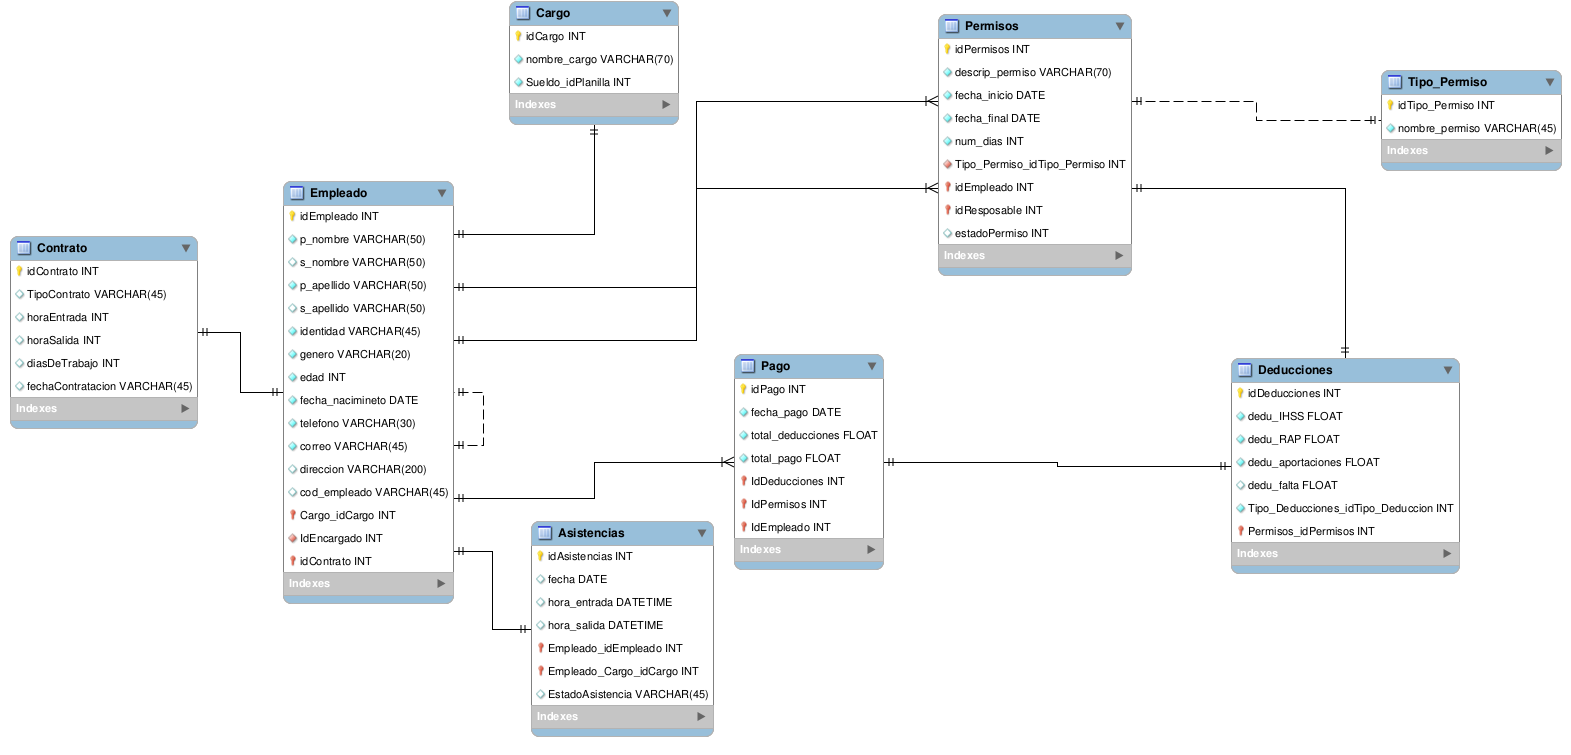 Cargo
idCargo INT
nombre_cargo VARCHAR(70)
Sueldo_idPlanilla INT
Indexes
Permisos
idPermisos INT
descrip_permiso VARCHAR(70)
fecha_inicio DATE
fecha_final DATE
num_dias INT
Tipo_Permiso_idTipo_Permiso INT
idEmpleado INT
idResposable INT
estadoPermiso INT
Indexes
Tipo_Permiso
idTipo_Permiso INT
nombre_permiso VARCHAR(45)
Indexes
Empleado
idEmpleado INT
p_nombre VARCHAR(50)
s_nombre VARCHAR(50)
p_apellido VARCHAR(50)
s_apellido VARCHAR(50)
identidad VARCHAR(45)
genero VARCHAR(20)
edad INT
fecha_nacimineto DATE
telefono VARCHAR(30)
correo VARCHAR(45)
direccion VARCHAR(200)
cod_empleado VARCHAR(45)
Cargo_idCargo INT
IdEncargado INT
idContrato INT
Indexes
Contrato
idContrato INT
TipoContrato VARCHAR(45)
horaEntrada INT
horaSalida INT
diasDeTrabajo INT
fechaContratacion VARCHAR(45)
Indexes
Pago
idPago INT
fecha_pago DATE
total_deducciones FLOAT
total_pago FLOAT
IdDeducciones INT
IdPermisos INT
IdEmpleado INT
Indexes
Deducciones
idDeducciones INT
dedu_IHSS FLOAT
dedu_RAP FLOAT
dedu_aportaciones FLOAT
dedu_falta FLOAT
Tipo_Deducciones_idTipo_Deduccion INT
Permisos_idPermisos INT
Indexes
Asistencias
idAsistencias INT
fecha DATE
hora_entrada DATETIME
hora_salida DATETIME
Empleado_idEmpleado INT
Empleado_Cargo_idCargo INT
EstadoAsistencia VARCHAR(45)
Indexes